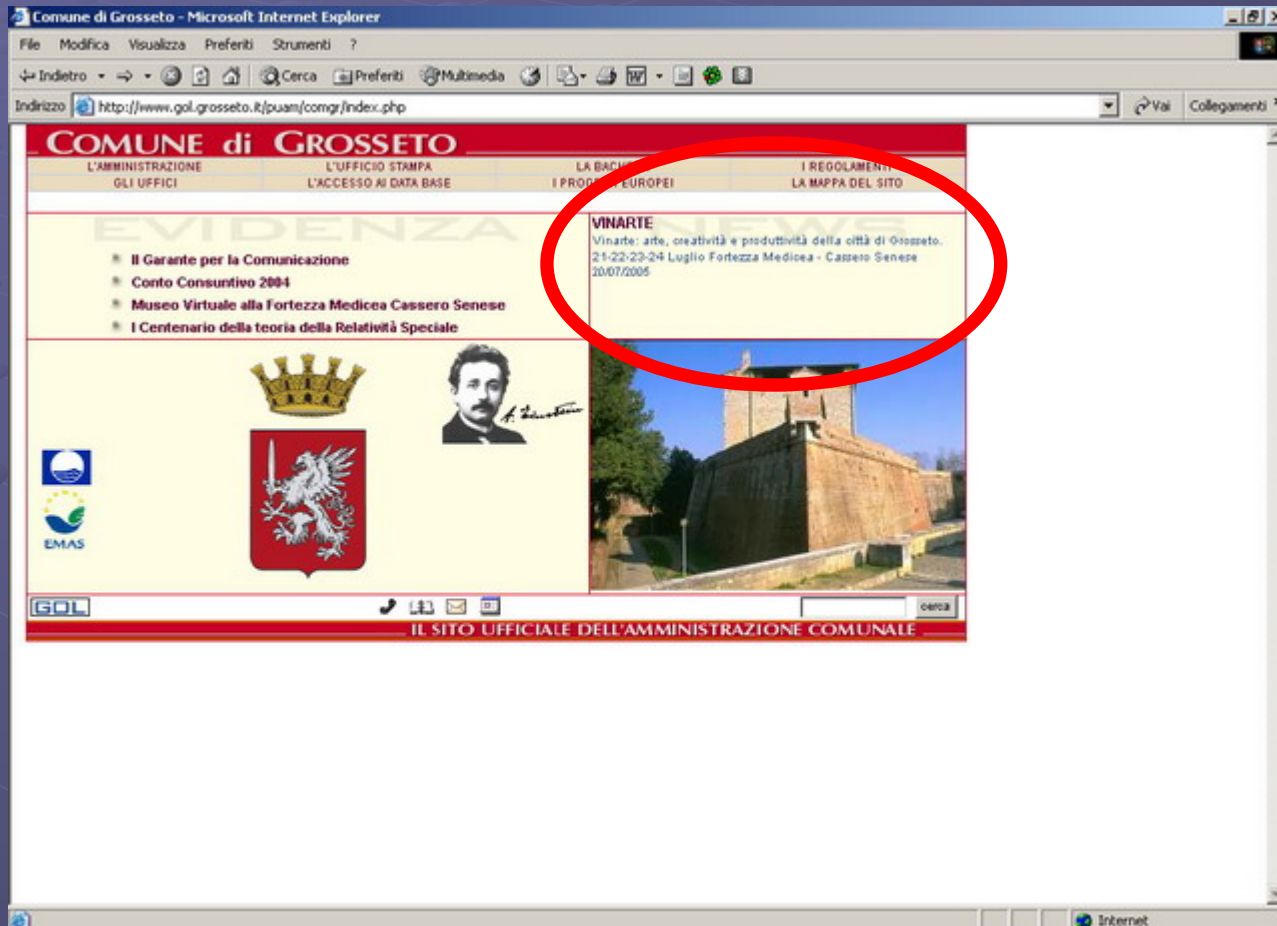 Comune di Grosseto - Microsoft Internet Explorer
File Modifica Visualizza Preferiti Strumenti ?
Indietro Cerca Preferiti Multimedia
Indirizzo http://www.gol.grosseto.it/puam/comgr/index.php Vai Collegamenti
COMUNE di GROSSETO
L'AMMINISTRAZIONE L'UFFICIO STAMPA LA I REGOLAMENTI
GLI UFFICI L'ACCESSO AI DATA BASE I EUROPEI LA MAPPA DEL SITO
EVIDENZA NEWS
Il Garante per la Comunicazione
Conto Consuntivo 2004
Museo Virtuale alla Fortezza Medicea Cassero Senese
I Centenario della teoria della Relatività Speciale
VINARTE
Vinarte: arte, creatività e produttività della città di Grosseto.
21-22-23-24 Luglio Fortezza Medicea - Cassero Senese
20/07/2005
A. Einstein
EMAS
GOL cerca
IL SITO UFFICIALE DELL'AMMINISTRAZIONE COMUNALE
Internet